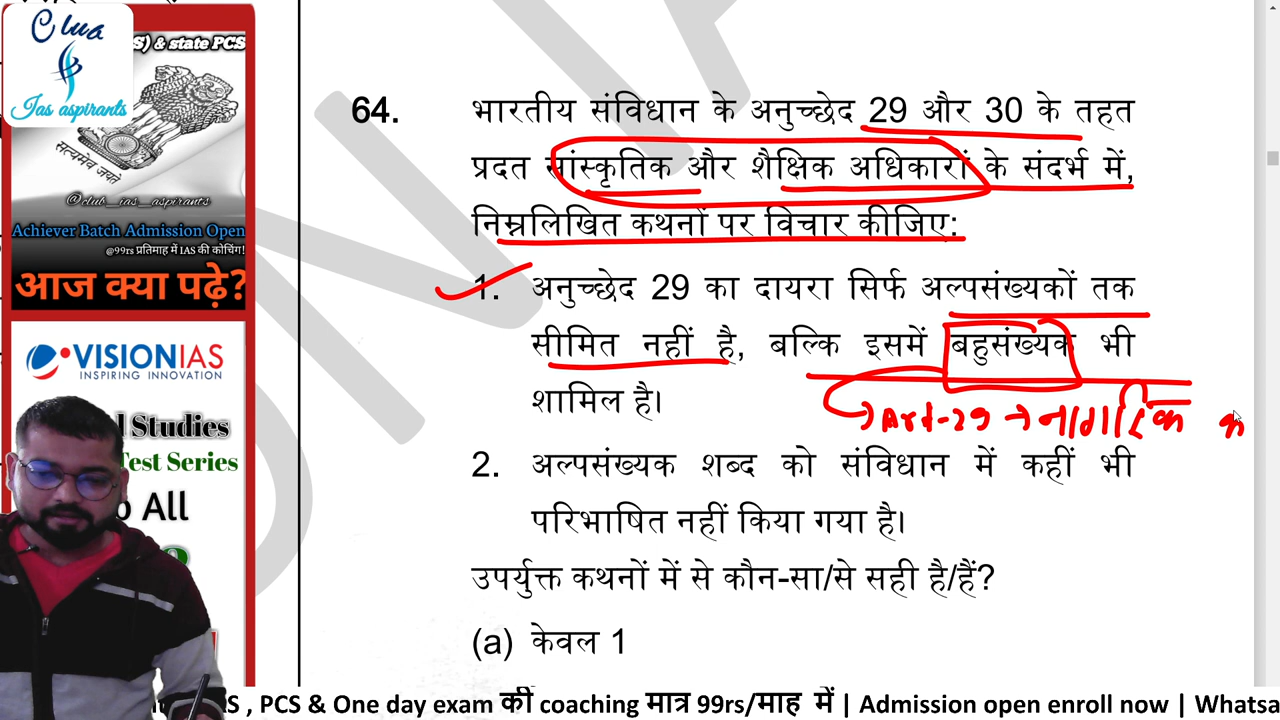 Club
Ias aspirants
S) & state PCS
सत्यमेव जयते
@club_ias_aspirants
Achiever Batch Admission Open
@99rs प्रतिमाह में IAS की कोचिंग!
आज क्या पढ़े?
VISIONIAS
INSPIRING INNOVATION
l Studies
Test Series
All
64. भारतीय संविधान के अनुच्छेद 29 और 30 के तहत
प्रदत सांस्कृतिक और शैक्षिक अधिकारों के संदर्भ में,
निम्नलिखित कथनों पर विचार कीजिए:
1. अनुच्छेद 29 का दायरा सिर्फ अल्पसंख्यकों तक
सीमित नहीं है, बल्कि इसमें बहुसंख्यक भी
शामिल है।
Art-29 → नागरिक क
2. अल्पसंख्यक शब्द को संविधान में कहीं भी
परिभाषित नहीं किया गया है।
उपर्युक्त कथनों में से कौन-सा/से सही है/हैं?
(a) केवल 1
S , PCS & One day exam की coaching मात्र 99rs/माह में | Admission open enroll now | Whatsa